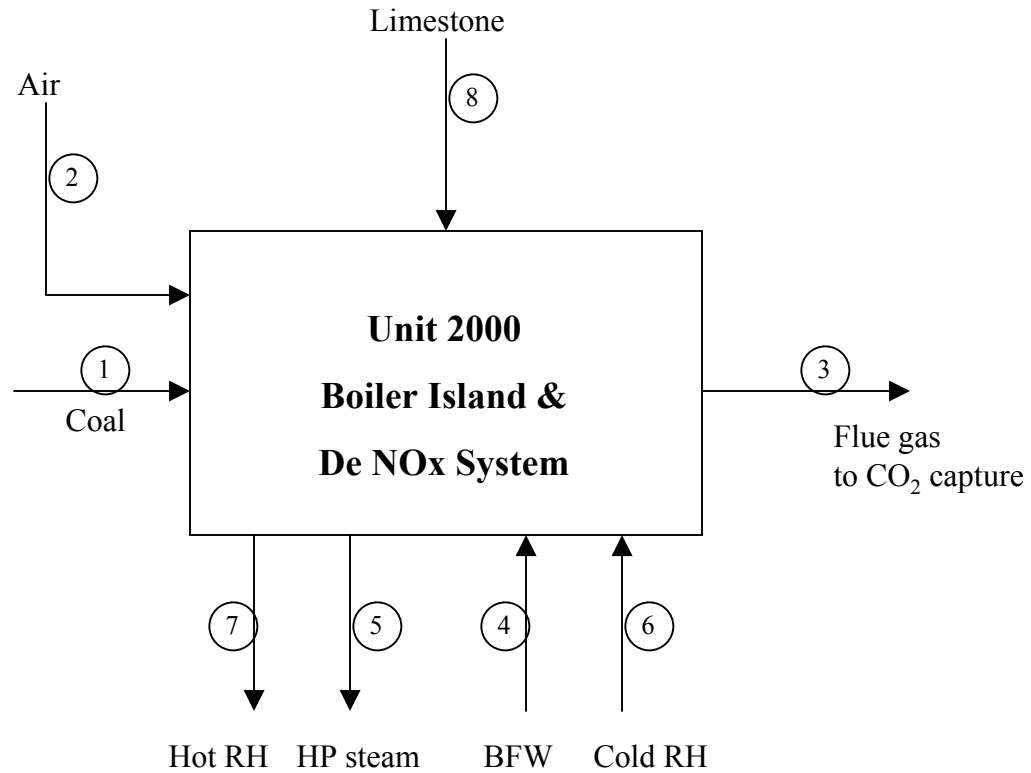 Limestone
8
Air
2
Unit 2000
Boiler Island &
De NOx System
1
Coal
3
Flue gas
to CO₂ capture
7
5
4
6
Hot RH
HP steam
BFW
Cold RH